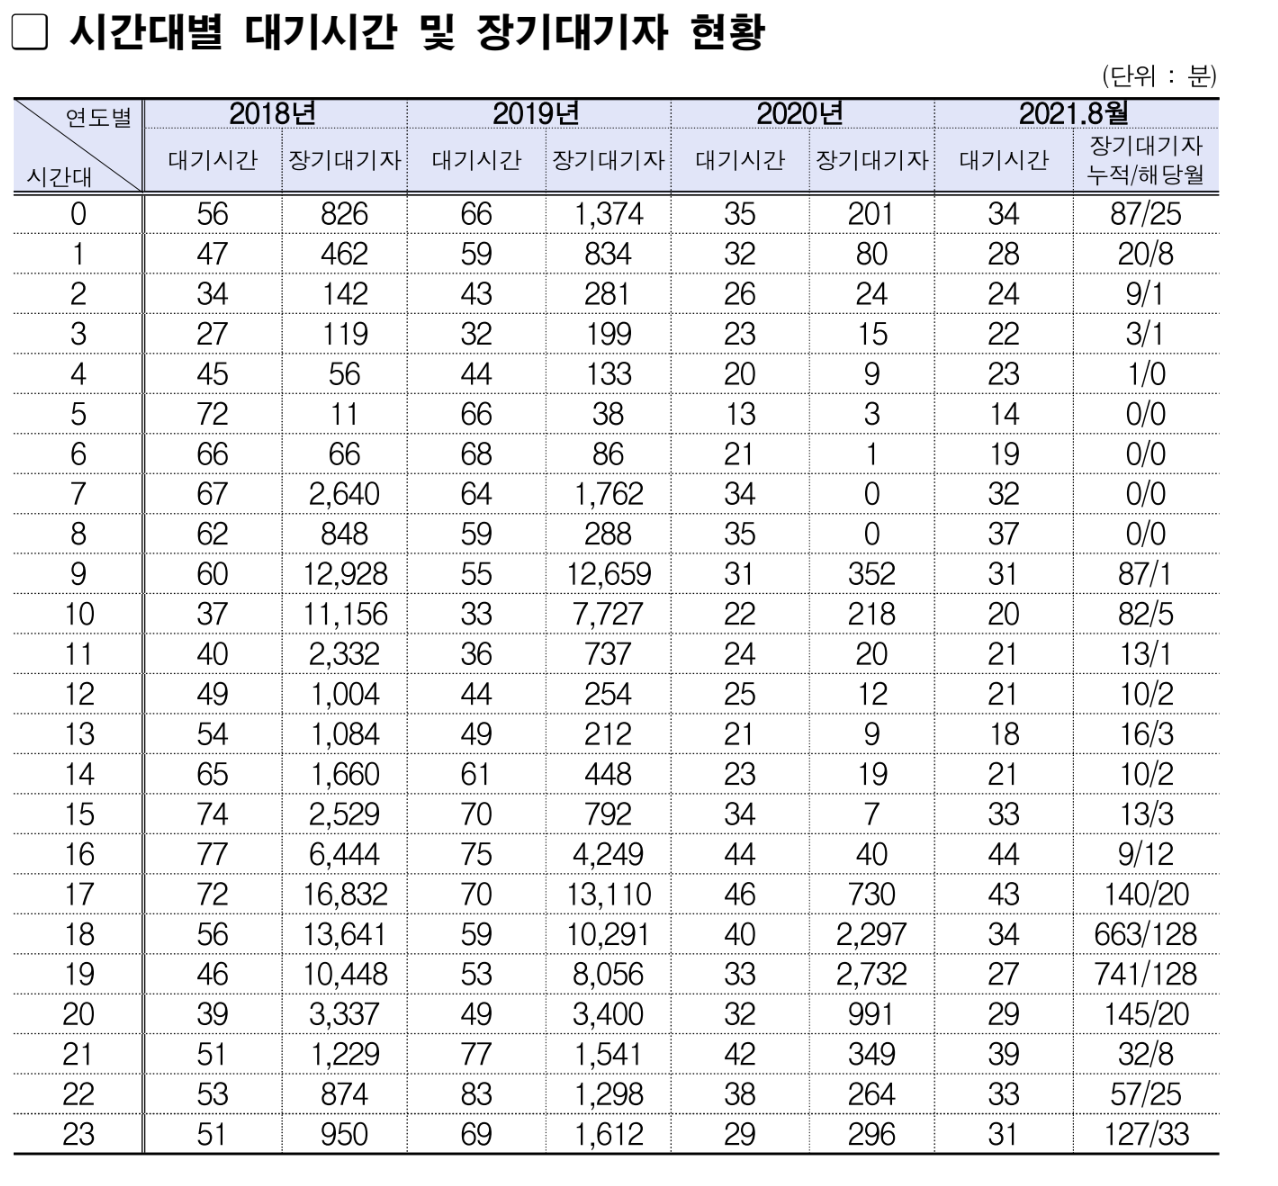 □ 시간대별 대기시간 및 장기대기자 현황
(단위 : 분)
연도별 2018년 2019년 2020년 2021.8월
시간대 대기시간 장기대기자 대기시간 장기대기자 대기시간 장기대기자 대기시간 장기대기자 누적/해당월
0 56 826 66 1,374 35 201 34 87/25
1 47 462 59 834 32 80 28 20/8
2 34 142 43 281 26 24 24 9/1
3 27 119 32 199 23 15 22 3/1
4 45 56 44 133 20 9 23 1/0
5 72 11 66 38 13 3 14 0/0
6 66 66 68 86 21 1 19 0/0
7 67 2,640 64 1,762 34 0 32 0/0
8 62 848 59 288 35 0 37 0/0
9 60 12,928 55 12,659 31 352 31 87/1
10 37 11,156 33 7,727 22 218 20 82/5
11 40 2,332 36 737 24 20 21 13/1
12 49 1,004 44 254 25 12 21 10/2
13 54 1,084 49 212 21 9 18 16/3
14 65 1,660 61 448 23 19 21 10/2
15 74 2,529 70 792 34 7 33 13/3
16 77 6,444 75 4,249 44 40 44 9/12
17 72 16,832 70 13,110 46 730 43 140/20
18 56 13,641 59 10,291 40 2,297 34 663/128
19 46 10,448 53 8,056 33 2,732 27 741/128
20 39 3,337 49 3,400 32 991 29 145/20
21 51 1,229 77 1,541 42 349 39 32/8
22 53 874 83 1,298 38 264 33 57/25
23 51 950 69 1,612 29 296 31 127/33